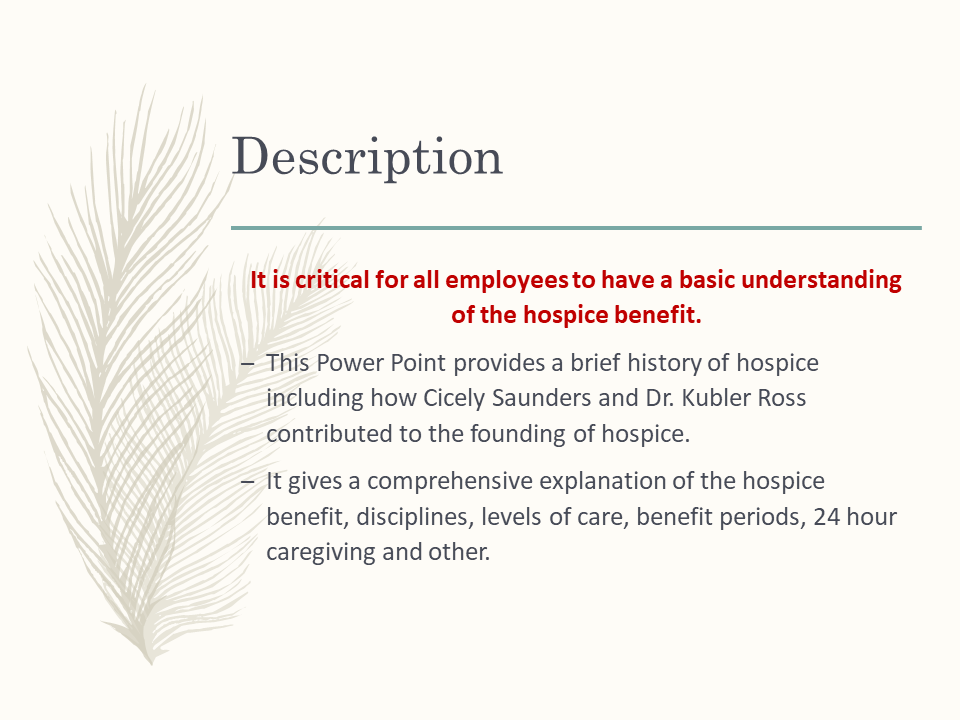 Description
It is critical for all employees to have a basic understanding
of the hospice benefit.
– This Power Point provides a brief history of hospice
including how Cicely Saunders and Dr. Kubler Ross
contributed to the founding of hospice.
– It gives a comprehensive explanation of the hospice
benefit, disciplines, levels of care, benefit periods, 24 hour
caregiving and other.